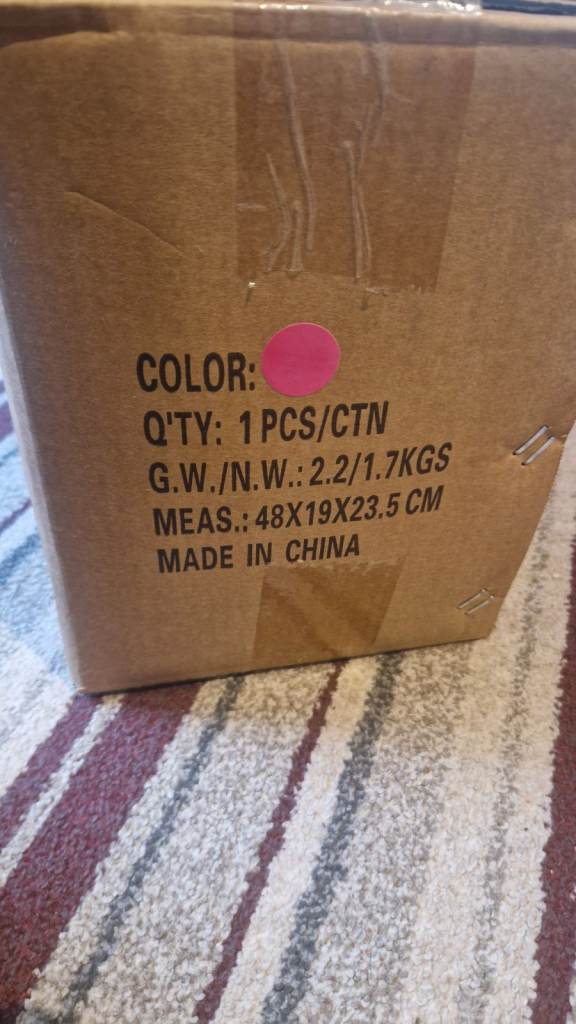 COLOR:
Q'TY: 1 PCS/CTN
G.W./N.W.: 2.2/1.7KGS
MEAS.: 48X19X23.5 CM
MADE IN CHINA